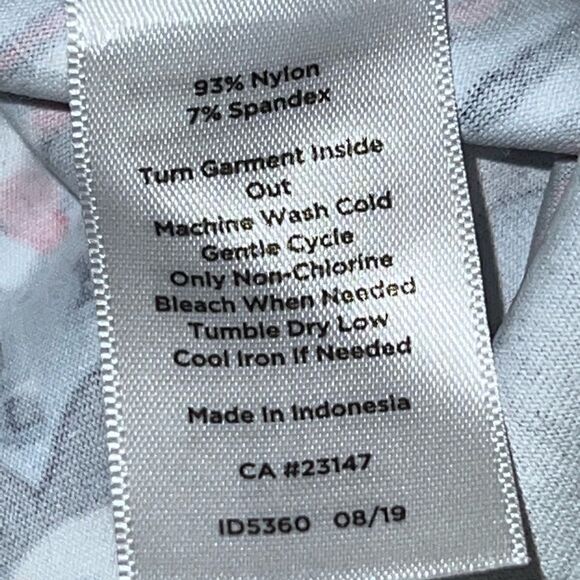 93% Nylon
7% Spandex
Turn Garment Inside
Out
Machine Wash Cold
Gentle Cycle
Only Non-Chlorine
Bleach When Needed
Tumble Dry Low
Cool Iron If Needed
Made In Indonesia
CA #23147
ID5360 08/19